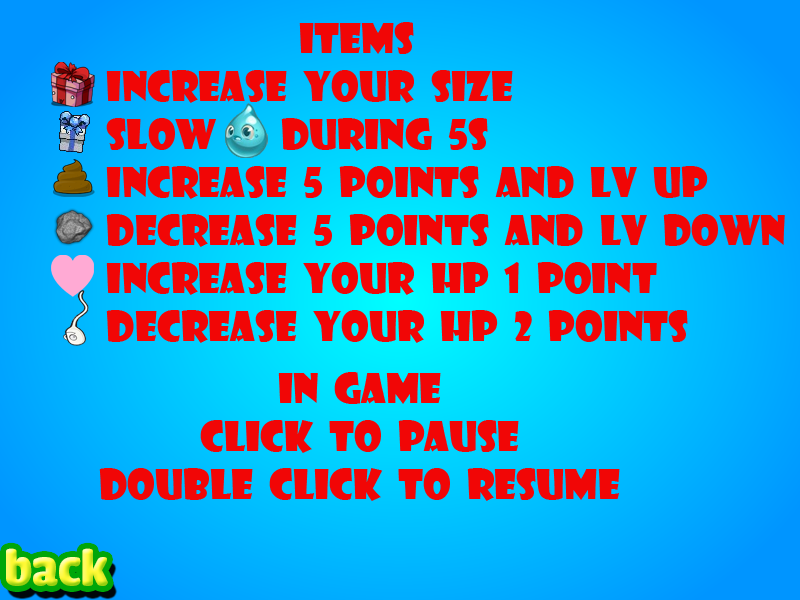 ITEMS
INCREASE YOUR SIZE
SLOW DURING 5S
INCREASE 5 POINTS AND LV UP
DECREASE 5 POINTS AND LV DOWN
INCREASE YOUR HP 1 POINT
DECREASE YOUR HP 2 POINTS
IN GAME
CLICK TO PAUSE
DOUBLE CLICK TO RESUME
back